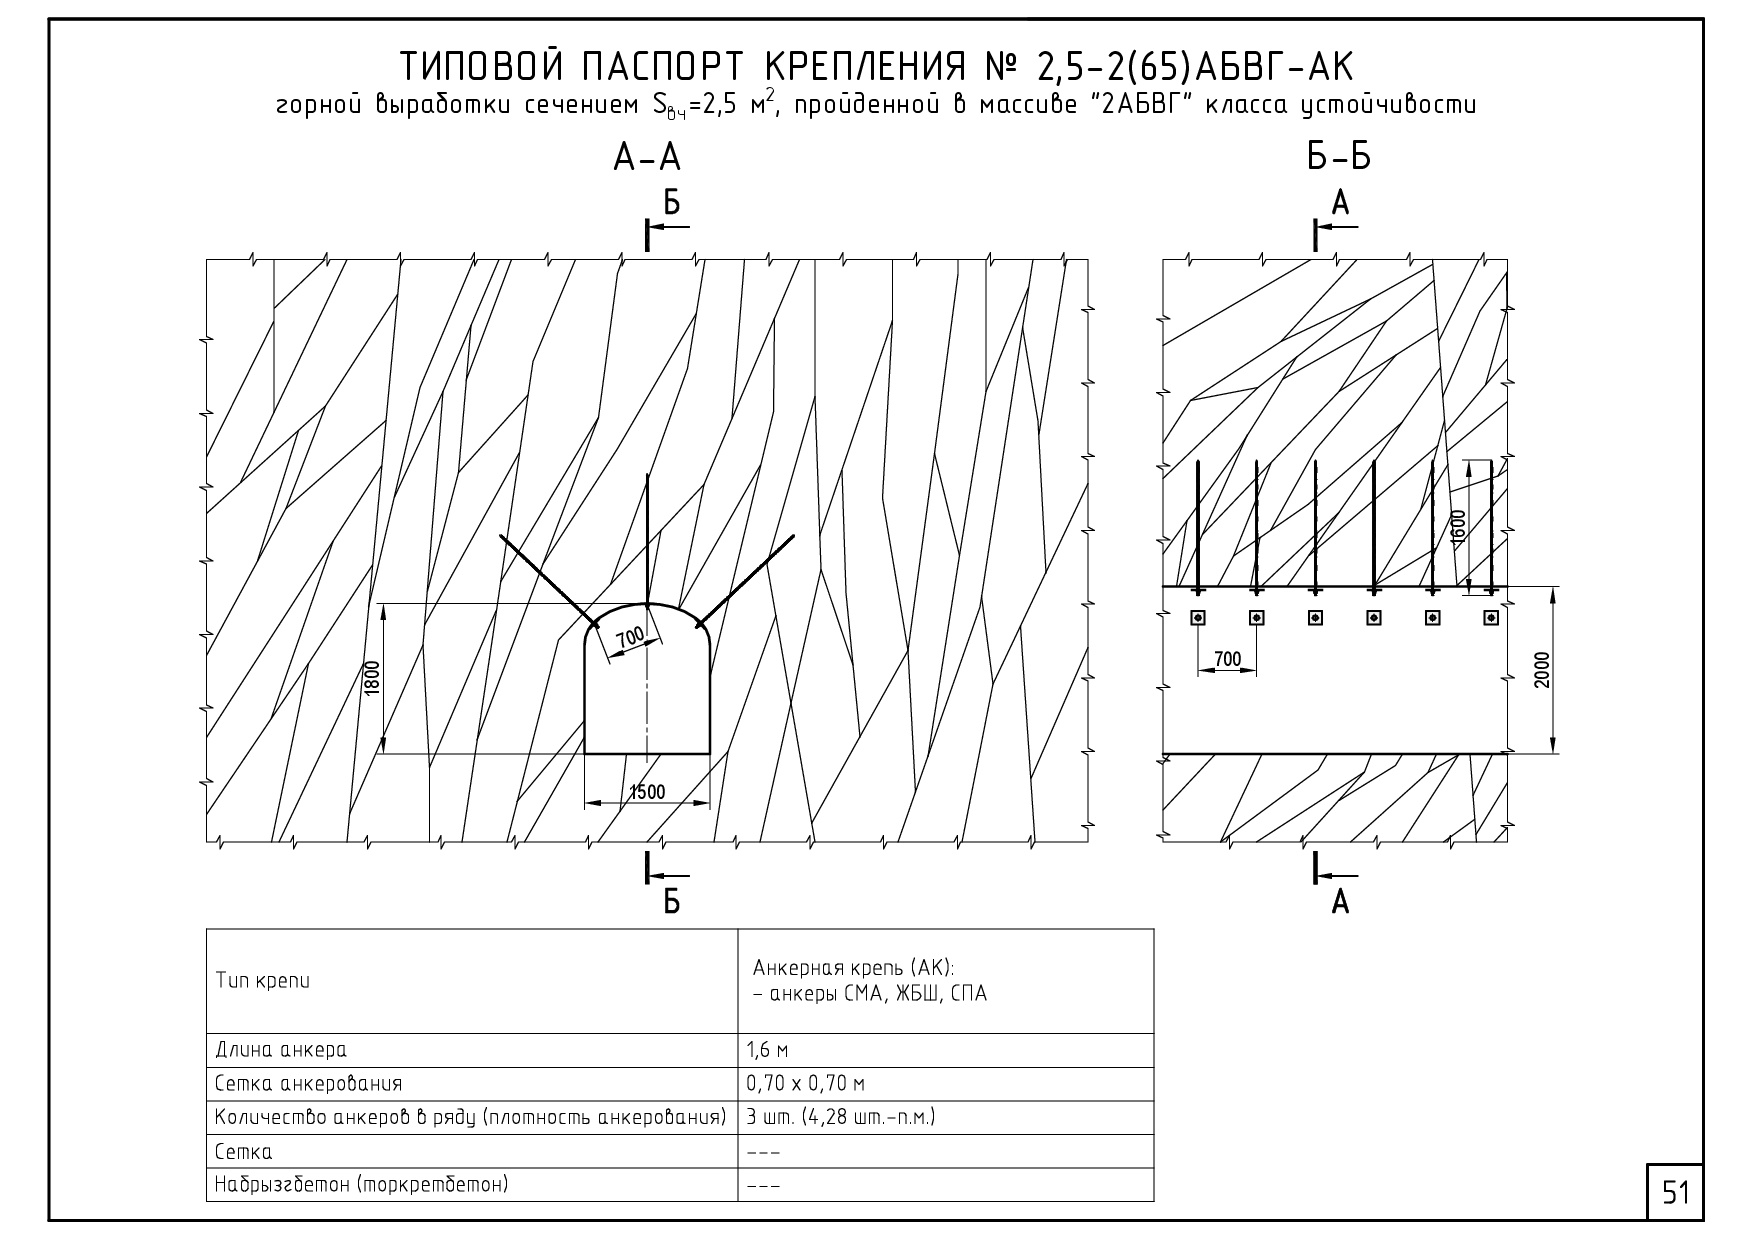 ТИПОВОЙ ПАСПОРТ КРЕПЛЕНИЯ № 2,5-2(65)АБВГ-АК
горной выработки сечением Sвч=2,5 м², пройденной в массиве "2АБВГ" класса устойчивости
А-А
Б-Б
Б
А
1600
700
700
1800
2000
1500
Б
А
Тип крепи
Анкерная крепь (АК):
- анкеры СМА, ЖБШ, СПА
Длина анкера
1,6 м
Сетка анкерования
0,70 х 0,70 м
Количество анкеров в ряду (плотность анкерования)
3 шт. (4,28 шт.-п.м.)
Сетка
---
Набрызгбетон (торкретбетон)
---
51